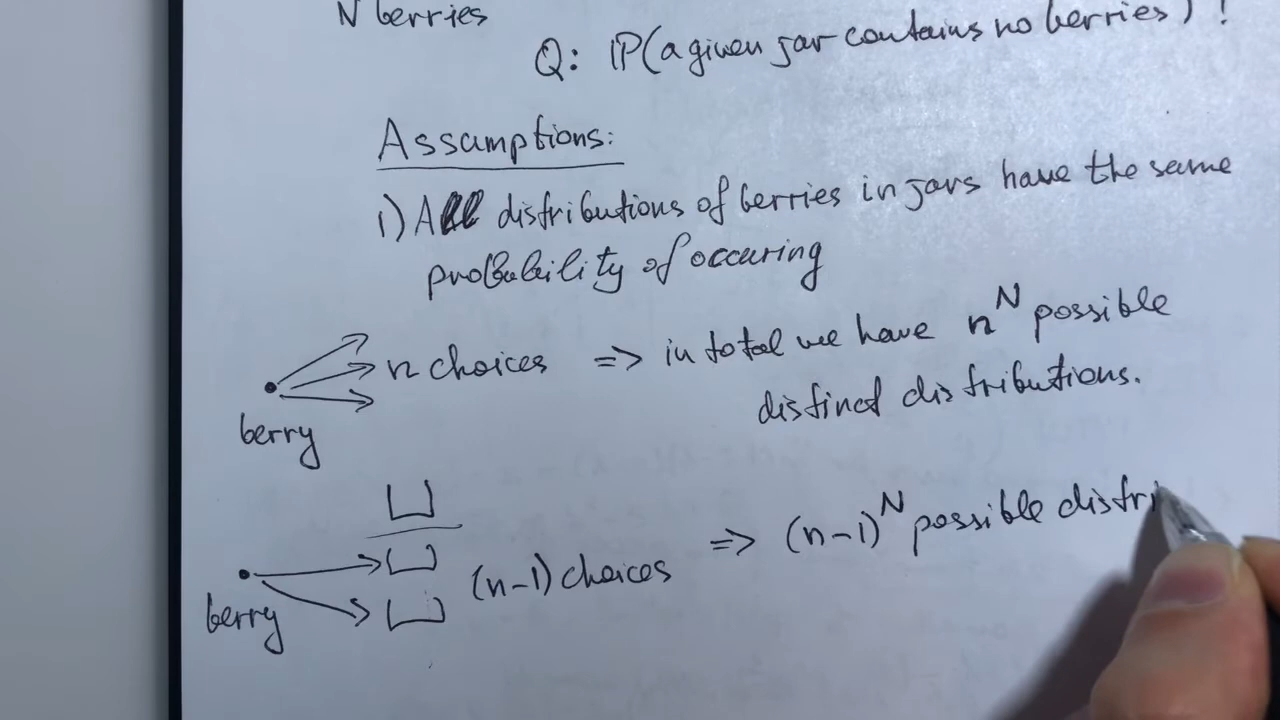 N berries
Q: IP(a given jar contains no berries)?
Assumptions:
1) All distributions of berries in jars have the same
probability of occuring
n choices => in total we have n^N possible
distinct distributions.
berry
(n-1) choices => (n-1)^N possible distri
berry